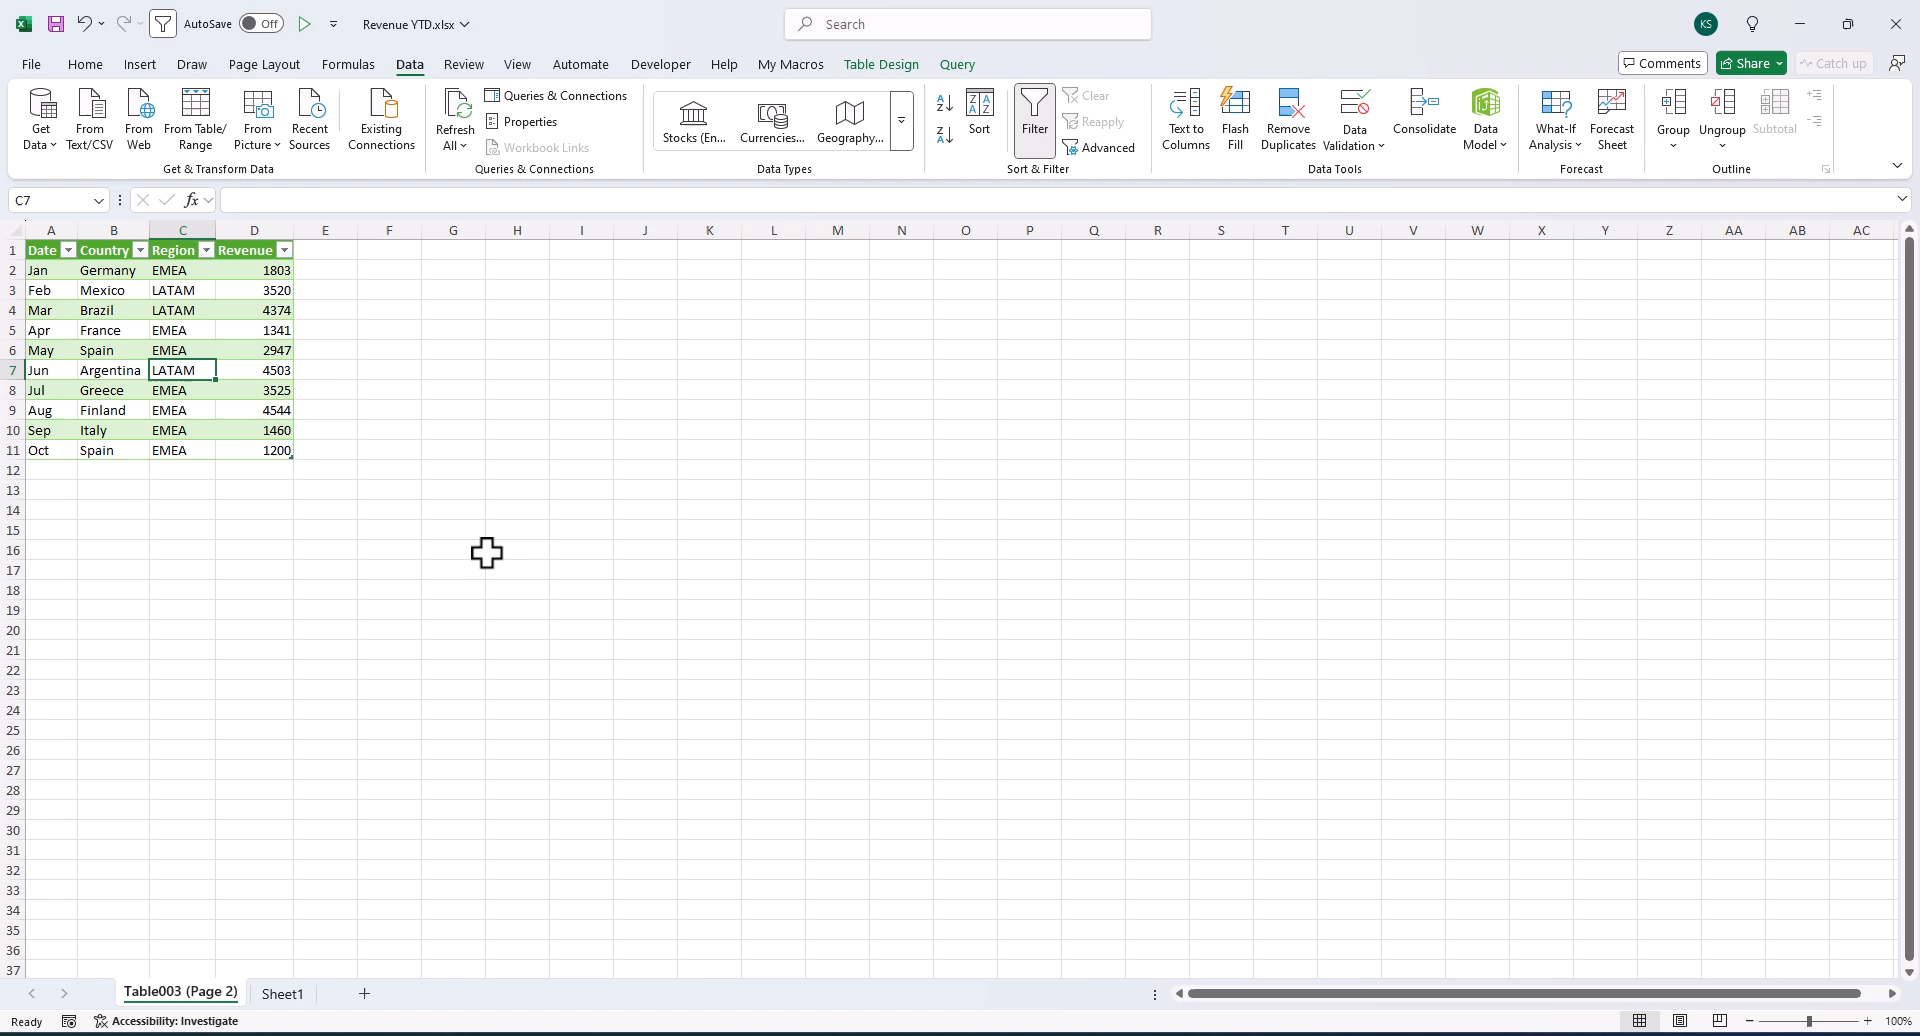 AutoSave Off Revenue YTD.xlsx Search KS
File Home Insert Draw Page Layout Formulas Data Review View Automate Developer Help My Macros Table Design Query Comments Share Catch up
Get Data From Text/CSV From Web From Table/ Range From Picture Recent Sources Existing Connections
Get & Transform Data
Refresh All Queries & Connections
Properties
Workbook Links
Queries & Connections
Stocks (En... Currencies... Geography...
Data Types
Sort Filter Clear
Reapply
Advanced
Sort & Filter
Text to Columns Flash Fill Remove Duplicates Data Validation Consolidate Data Model
Data Tools
What-If Analysis Forecast Sheet
Forecast
Group Ungroup Subtotal
Outline
C7 fx
A B C D E F G H I J K L M N O P Q R S T U V W X Y Z AA AB AC
1 Date Country Region Revenue
2 Jan Germany EMEA 1803
3 Feb Mexico LATAM 3520
4 Mar Brazil LATAM 4374
5 Apr France EMEA 1341
6 May Spain EMEA 2947
7 Jun Argentina LATAM 4503
8 Jul Greece EMEA 3525
9 Aug Finland EMEA 4544
10 Sep Italy EMEA 1460
11 Oct Spain EMEA 1200
12
13
14
15
16
17
18
19
20
21
22
23
24
25
26
27
28
29
30
31
32
33
34
35
36
37
Table003 (Page 2) Sheet1
Ready Accessibility: Investigate 100%